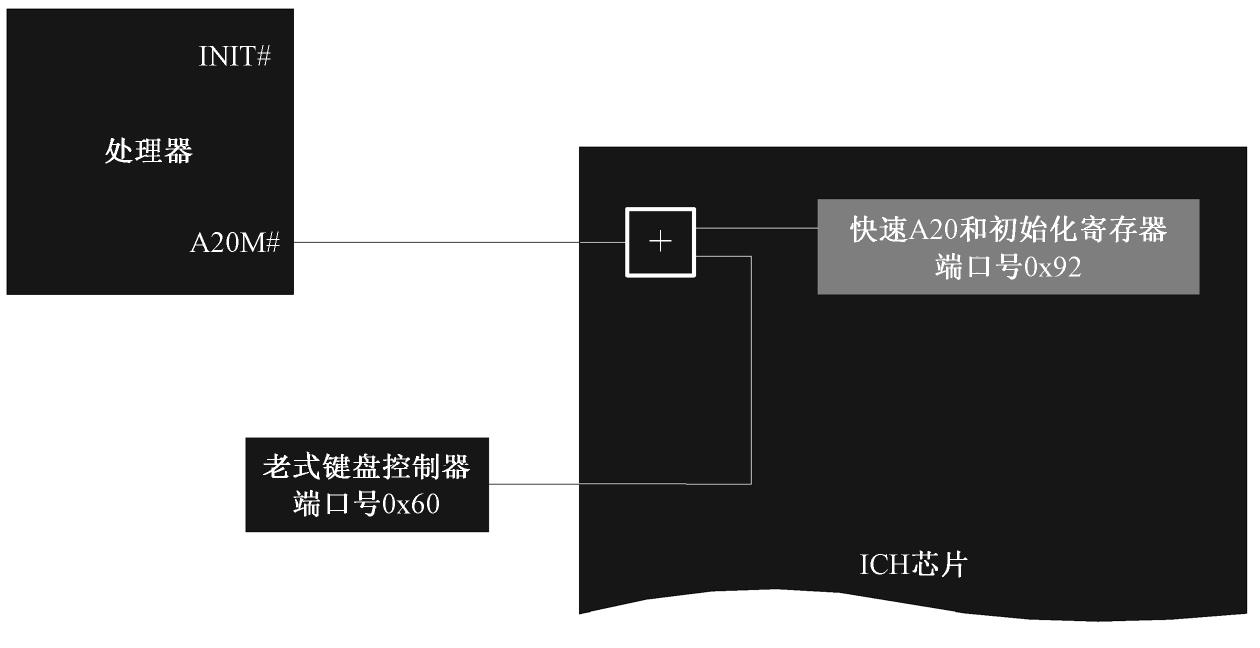 INIT#
处理器
A20M#
+
快速A20和初始化寄存器
端口号0x92
老式键盘控制器
端口号0x60
ICH芯片